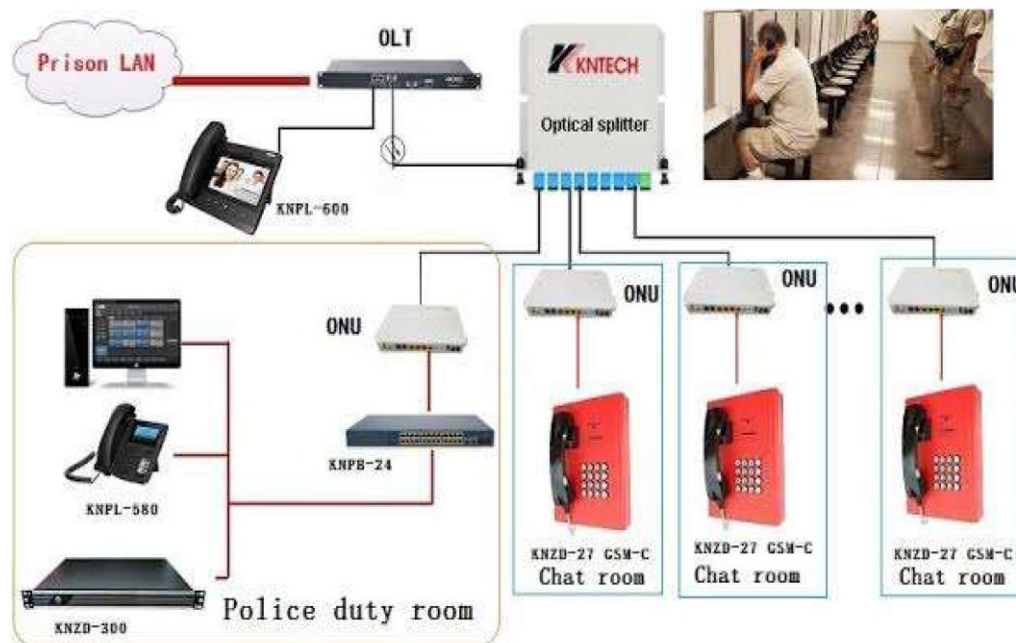 Prison LAN
OLT
KNTECH
Optical splitter
KNPL-600
ONU
ONU
ONU
ONU
KNPB-24
KNPL-580
KNZD-300
Police duty room
KNZD-27 GSM-C
Chat room
KNZD-27 GSM-C
Chat room
KNZD-27 GSM-C
Chat room